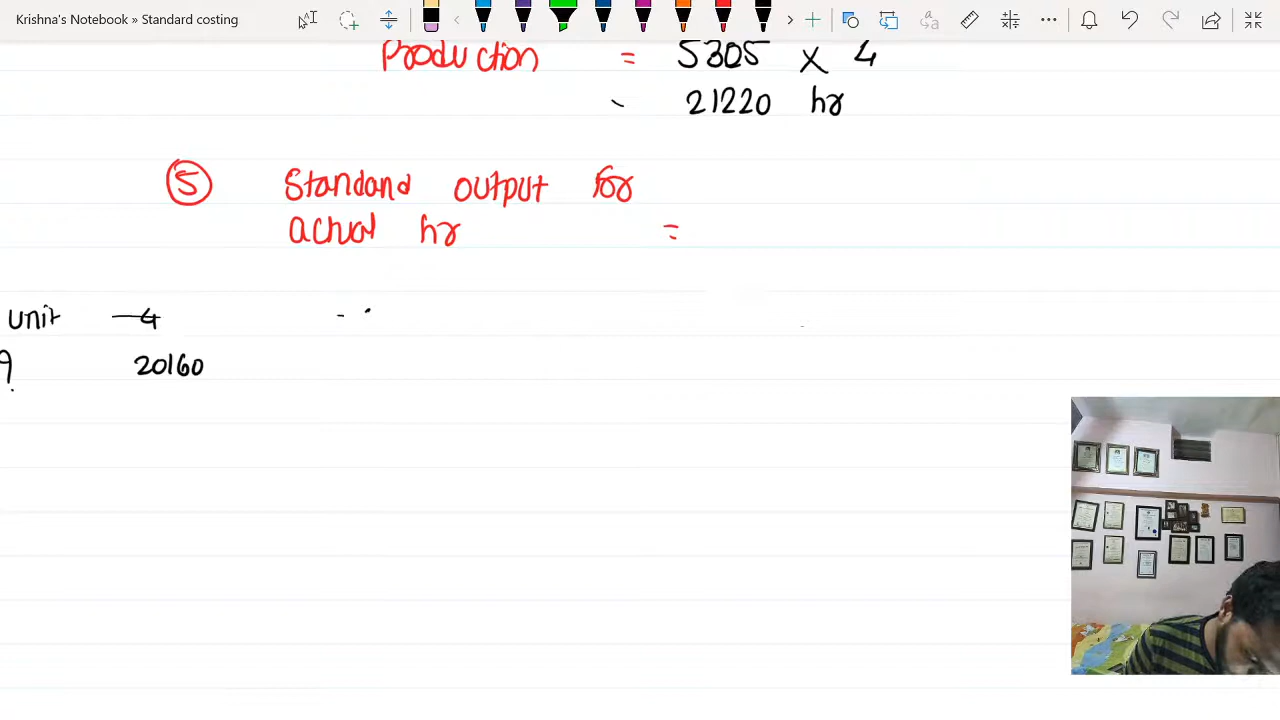 Krishna's Notebook » Standard costing
Production = 5305 x 4
21220 hr
5 Standard output for
actual hr =
unit — 4
? 20160